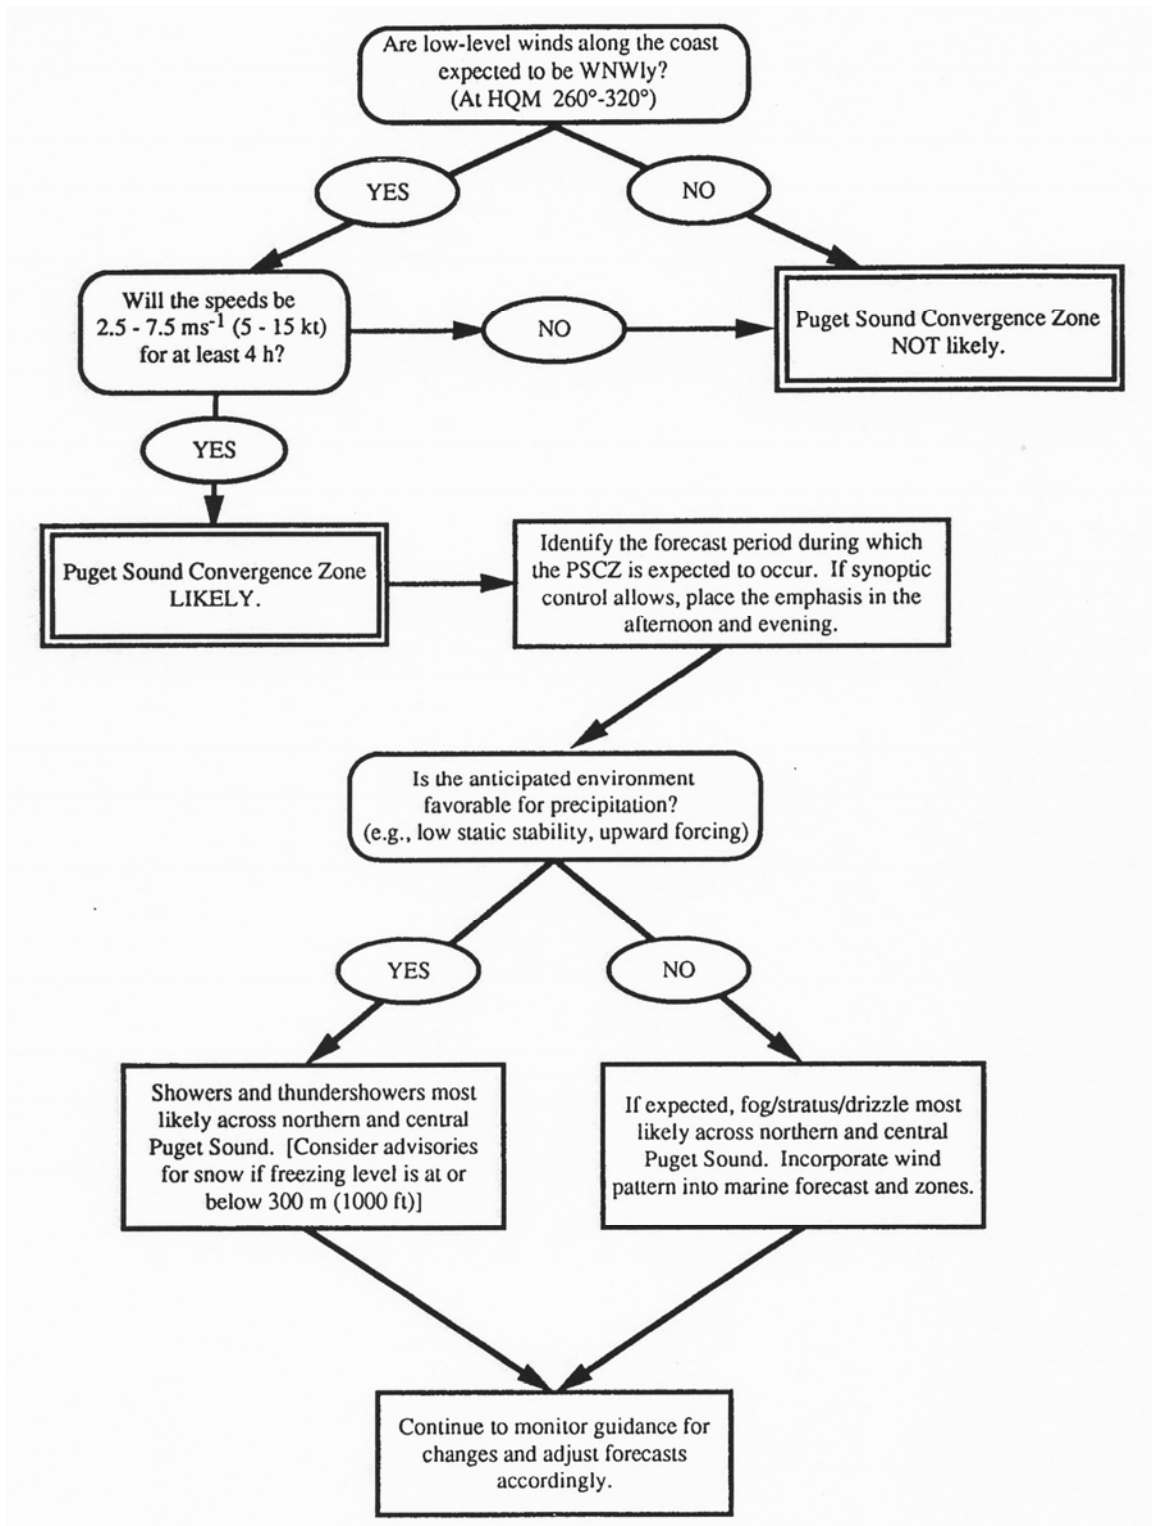 Are low-level winds along the coast
expected to be WNWly?
(At HQM 260°-320°)
YES
NO
Will the speeds be
2.5 - 7.5 ms-1 (5 - 15 kt)
for at least 4 h?
NO
Puget Sound Convergence Zone
NOT likely.
YES
Puget Sound Convergence Zone
LIKELY.
Identify the forecast period during which
the PSCZ is expected to occur. If synoptic
control allows, place the emphasis in the
afternoon and evening.
Is the anticipated environment
favorable for precipitation?
(e.g., low static stability, upward forcing)
YES
NO
Showers and thundershowers most
likely across northern and central
Puget Sound. [Consider advisories
for snow if freezing level is at or
below 300 m (1000 ft)]
If expected, fog/stratus/drizzle most
likely across northern and central
Puget Sound. Incorporate wind
pattern into marine forecast and zones.
Continue to monitor guidance for
changes and adjust forecasts
accordingly.